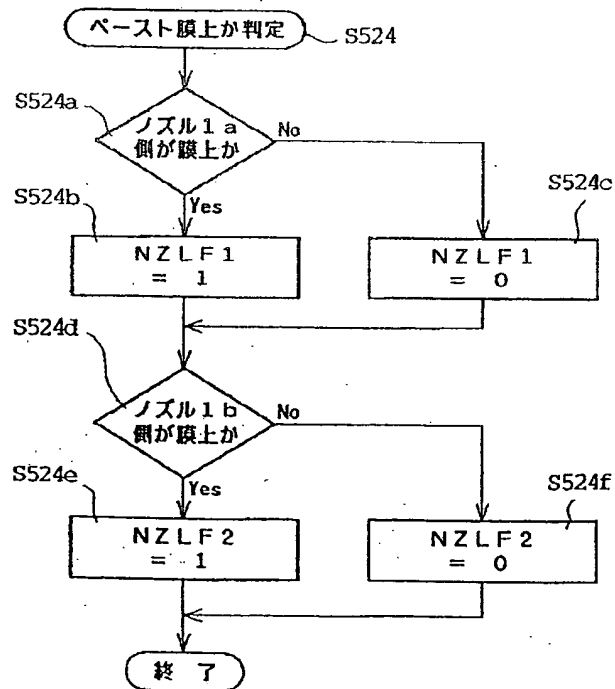 ペースト膜上か判定
S524
S524a
ノズル1a
側が膜上か
No
Yes
S524b
NZLF1
= 1
S524c
NZLF1
= 0
S524d
ノズル1b
側が膜上か
No
Yes
S524e
NZLF2
= 1
S524f
NZLF2
= 0
終了